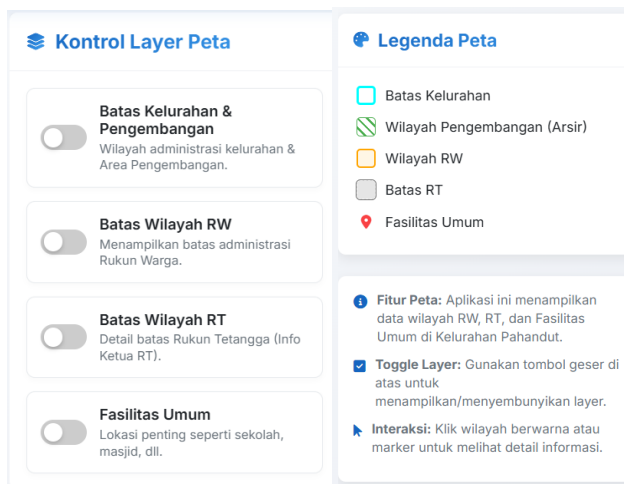 Kontrol Layer Peta
Batas Kelurahan &
Pengembangan
Wilayah administrasi kelurahan &
Area Pengembangan.
Batas Wilayah RW
Menampilkan batas administrasi
Rukun Warga.
Batas Wilayah RT
Detail batas Rukun Tetangga (Info
Ketua RT).
Fasilitas Umum
Lokasi penting seperti sekolah,
masjid, dll.
Legenda Peta
Batas Kelurahan
Wilayah Pengembangan (Arsir)
Wilayah RW
Batas RT
Fasilitas Umum
Fitur Peta: Aplikasi ini menampilkan
data wilayah RW, RT, dan Fasilitas
Umum di Kelurahan Pahandut.
Toggle Layer: Gunakan tombol geser di
atas untuk
menampilkan/menyembunyikan layer.
Interaksi: Klik wilayah berwarna atau
marker untuk melihat detail informasi.